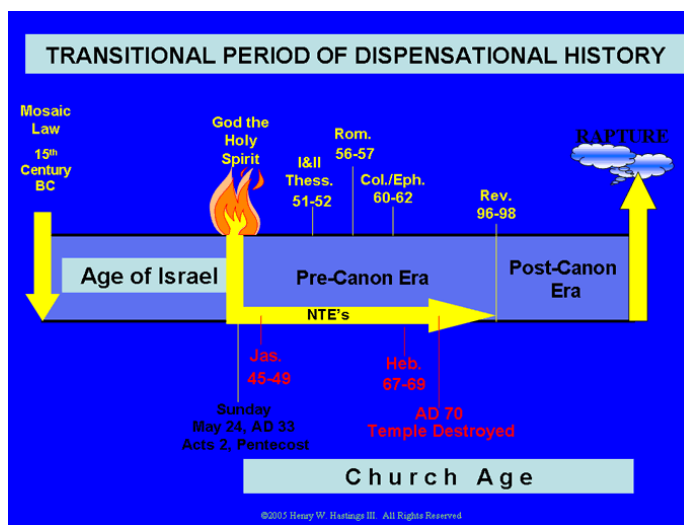 TRANSITIONAL PERIOD OF DISPENSATIONAL HISTORY
Mosaic
Law
15th
Century
BC
God the
Holy
Spirit
I&II
Thess.
51-52
Rom.
56-57
Col./Eph.
60-62
Rev.
96-98
RAPTURE
Age of Israel
Pre-Canon Era
Post-Canon
Era
NTE's
Jas.
45-49
Heb.
67-69
Sunday
May 24, AD 33
Acts 2, Pentecost
AD 70
Temple Destroyed
Church Age
©2005 Henry W. Hastings III. All Rights Reserved